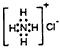 H +
H:N:H Cl-
H